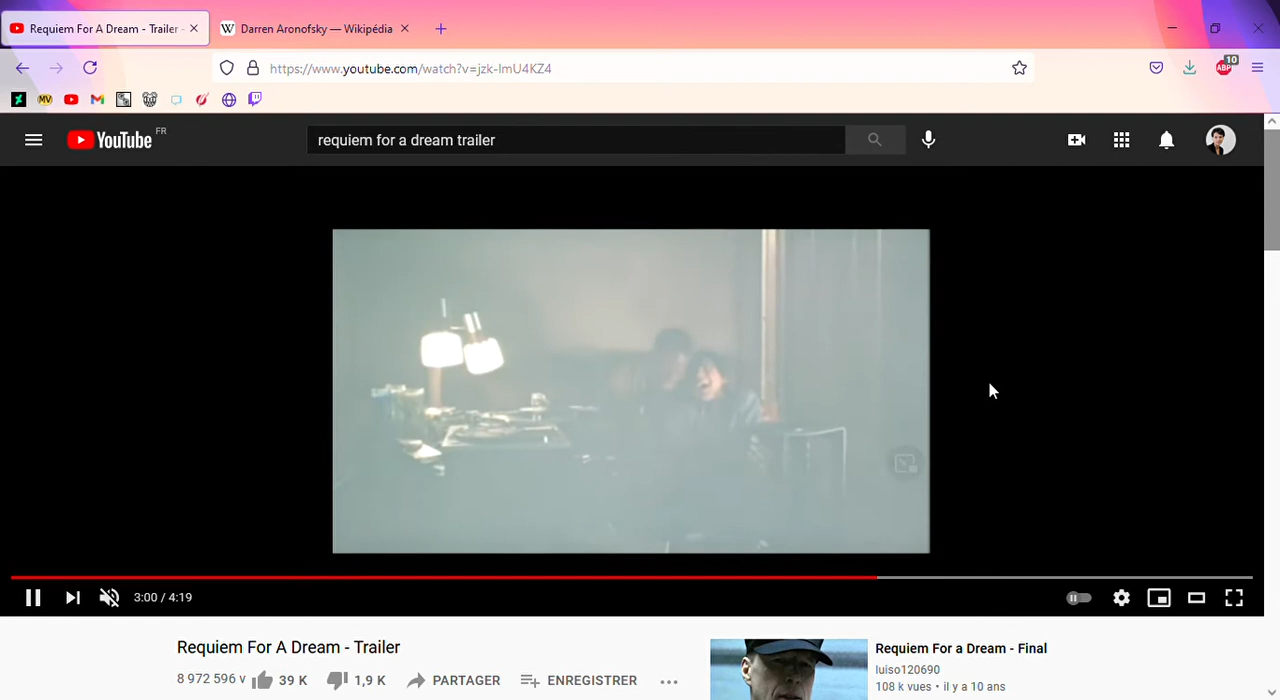 Requiem For A Dream - Trailer -
Darren Aronofsky — Wikipédia
https://www.youtube.com/watch?v=jzk-lmU4KZ4
ABP 10
MV
YouTube FR
requiem for a dream trailer
3:00 / 4:19
Requiem For A Dream - Trailer
8 972 596 v 39 K 1,9 K PARTAGER ENREGISTRER
Requiem For a Dream - Final
luiso120690
108 k vues • il y a 10 ans